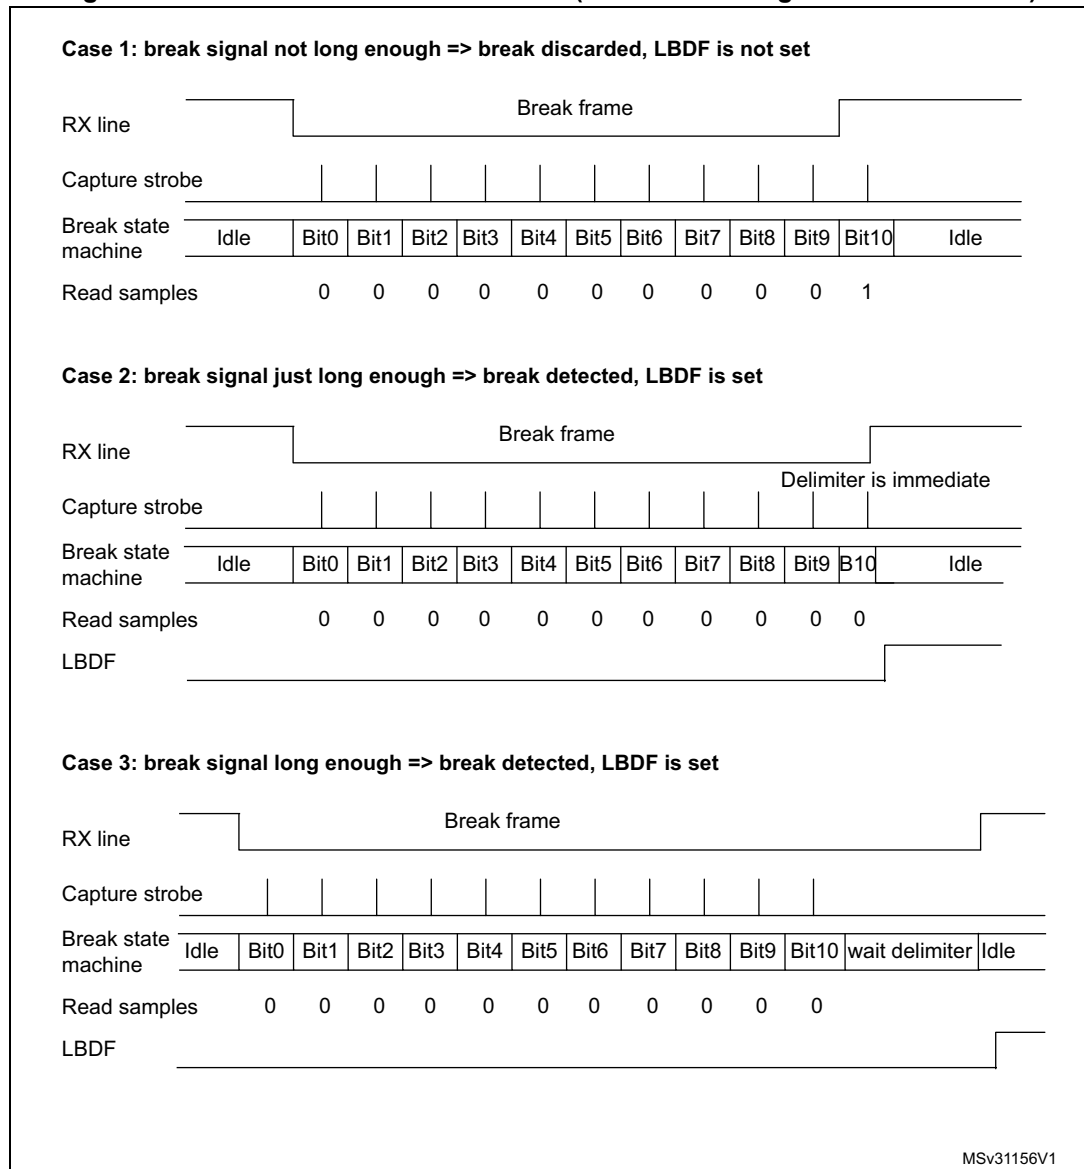 Case 1: break signal not long enough => break discarded, LBDF is not set
Break frame
RX line
Capture strobe
Break state machine Idle Bit0 Bit1 Bit2 Bit3 Bit4 Bit5 Bit6 Bit7 Bit8 Bit9 Bit10 Idle
Read samples 0 0 0 0 0 0 0 0 0 0 1
Case 2: break signal just long enough => break detected, LBDF is set
Break frame
RX line
Delimiter is immediate
Capture strobe
Break state machine Idle Bit0 Bit1 Bit2 Bit3 Bit4 Bit5 Bit6 Bit7 Bit8 Bit9 B10 Idle
Read samples 0 0 0 0 0 0 0 0 0 0 0
LBDF
Case 3: break signal long enough => break detected, LBDF is set
Break frame
RX line
Capture strobe
Break state machine Idle Bit0 Bit1 Bit2 Bit3 Bit4 Bit5 Bit6 Bit7 Bit8 Bit9 Bit10 wait delimiter Idle
Read samples 0 0 0 0 0 0 0 0 0 0 0
LBDF
MSv31156V1